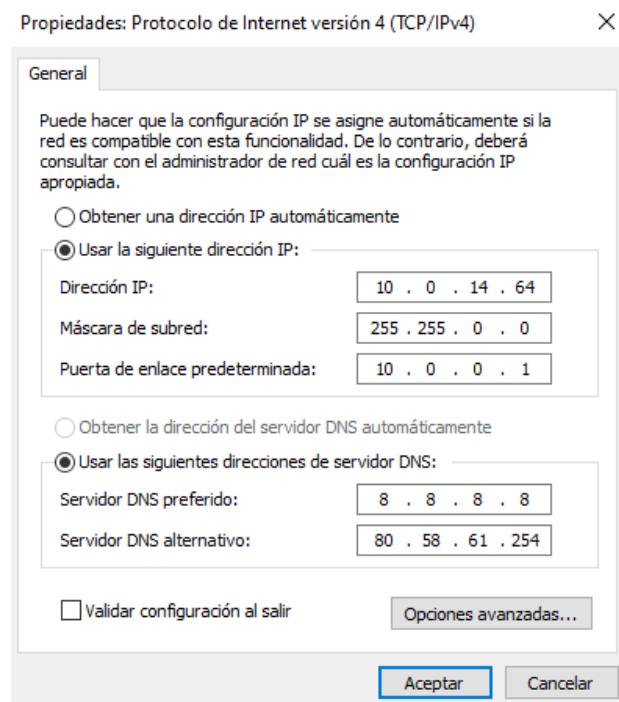 Propiedades: Protocolo de Internet versión 4 (TCP/IPv4)
General
Puede hacer que la configuración IP se asigne automáticamente si la
red es compatible con esta funcionalidad. De lo contrario, deberá
consultar con el administrador de red cuál es la configuración IP
apropiada.
Obtener una dirección IP automáticamente
Usar la siguiente dirección IP:
Dirección IP: 10 . 0 . 14 . 64
Máscara de subred: 255 . 255 . 0 . 0
Puerta de enlace predeterminada: 10 . 0 . 0 . 1
Obtener la dirección del servidor DNS automáticamente
Usar las siguientes direcciones de servidor DNS:
Servidor DNS preferido: 8 . 8 . 8 . 8
Servidor DNS alternativo: 80 . 58 . 61 . 254
Validar configuración al salir Opciones avanzadas...
Aceptar Cancelar